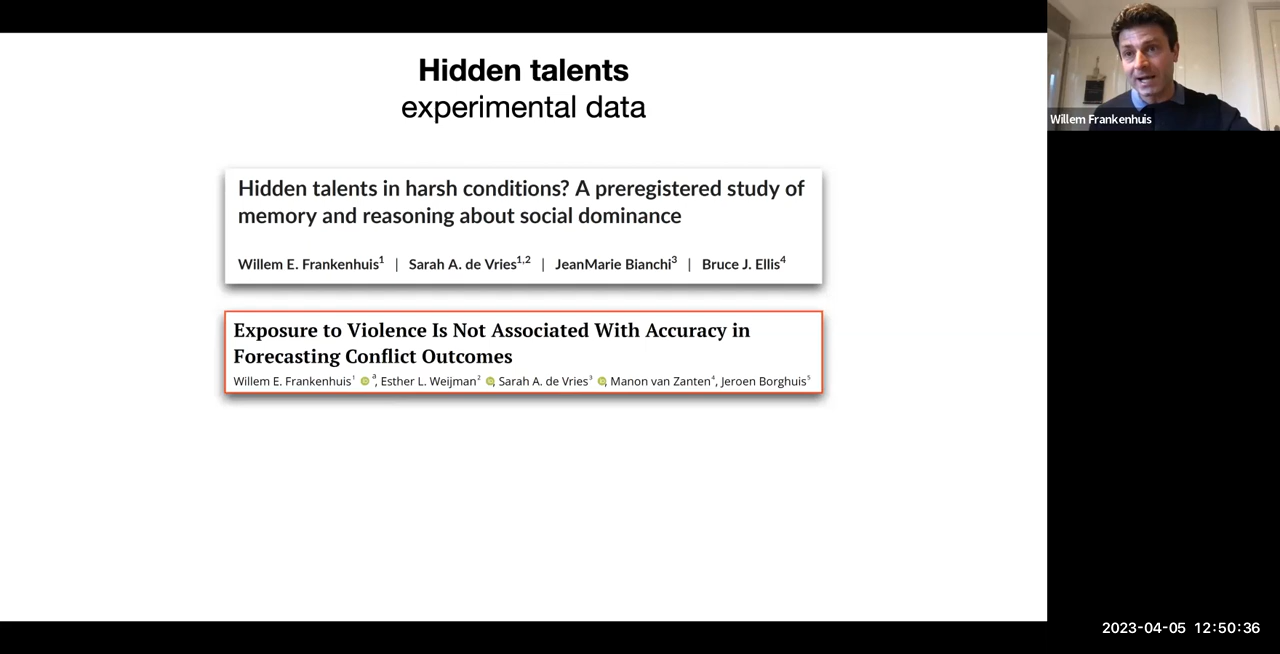 Hidden talents
experimental data
Hidden talents in harsh conditions? A preregistered study of
memory and reasoning about social dominance
Willem E. Frankenhuis¹ | Sarah A. de Vries¹,² | JeanMarie Bianchi³ | Bruce J. Ellis⁴
Exposure to Violence Is Not Associated With Accuracy in
Forecasting Conflict Outcomes
Willem E. Frankenhuis¹ ᵃ, Esther L. Weijman², Sarah A. de Vries³, Manon van Zanten⁴, Jeroen Borghuis⁵
Willem Frankenhuis
2023-04-05 12:50:36